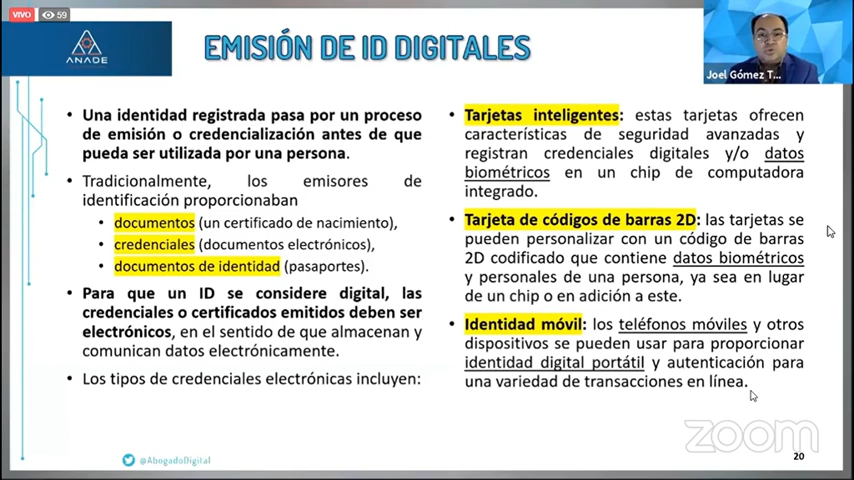 VIVO
59
ANADE
EMISIÓN DE ID DIGITALES
Joel Gómez T...
• Una identidad registrada pasa por un proceso
de emisión o credencialización antes de que
pueda ser utilizada por una persona.
• Tradicionalmente, los emisores de
identificación proporcionaban
• documentos (un certificado de nacimiento),
• credenciales (documentos electrónicos),
• documentos de identidad (pasaportes).
• Para que un ID se considere digital, las
credenciales o certificados emitidos deben ser
electrónicos, en el sentido de que almacenan y
comunican datos electrónicamente.
• Los tipos de credenciales electrónicas incluyen:
• Tarjetas inteligentes: estas tarjetas ofrecen
características de seguridad avanzadas y
registran credenciales digitales y/o datos
biométricos en un chip de computadora
integrado.
• Tarjeta de códigos de barras 2D: las tarjetas se
pueden personalizar con un código de barras
2D codificado que contiene datos biométricos
y personales de una persona, ya sea en lugar
de un chip o en adición a este.
• Identidad móvil: los teléfonos móviles y otros
dispositivos se pueden usar para proporcionar
identidad digital portátil y autenticación para
una variedad de transacciones en línea.
zoom
@AbogadoDigital
20